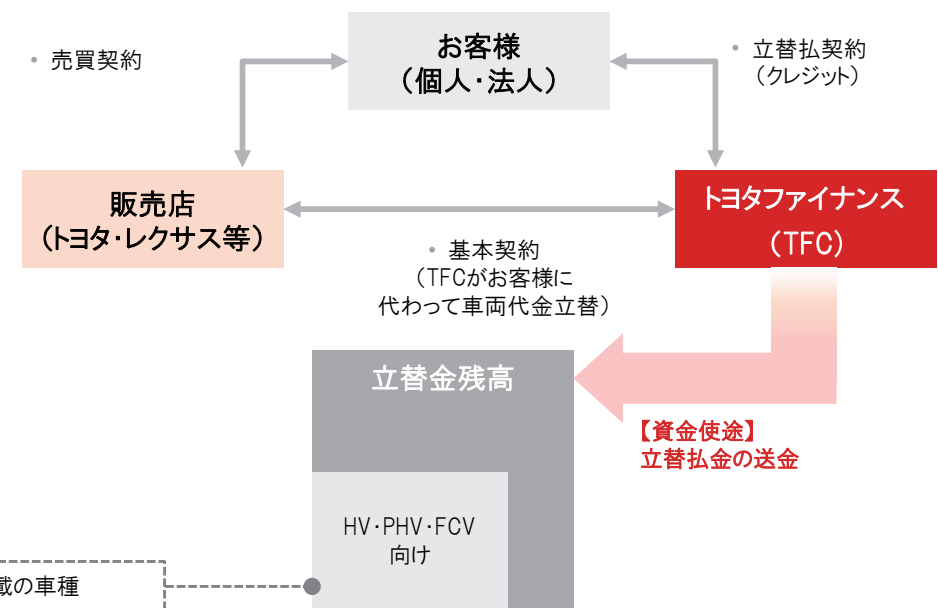 • 売買契約
お客様
（個人・法人）
• 立替払契約
（クレジット）
販売店
（トヨタ・レクサス等）
トヨタファイナンス
（TFC）
• 基本契約
（TFCがお客様に
代わって車両代金立替）
立替金残高
【資金使途】
立替払金の送金
HV・PHV・FCV
向け
載の車種